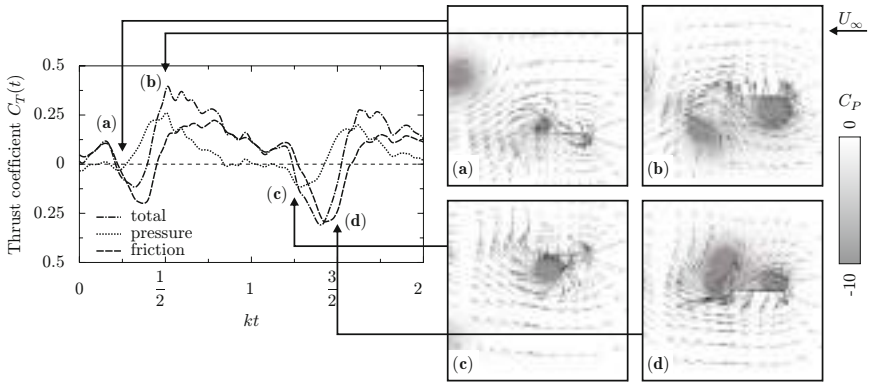 Thrust coefficient C_T(t)
0.5
0.25
0
0.25
0.5
(a)
(b)
(c)
(d)
total
pressure
friction
0
1/2
1
3/2
2
kt
(a)
(b)
(c)
(d)
U_∞
C_P
0
-10